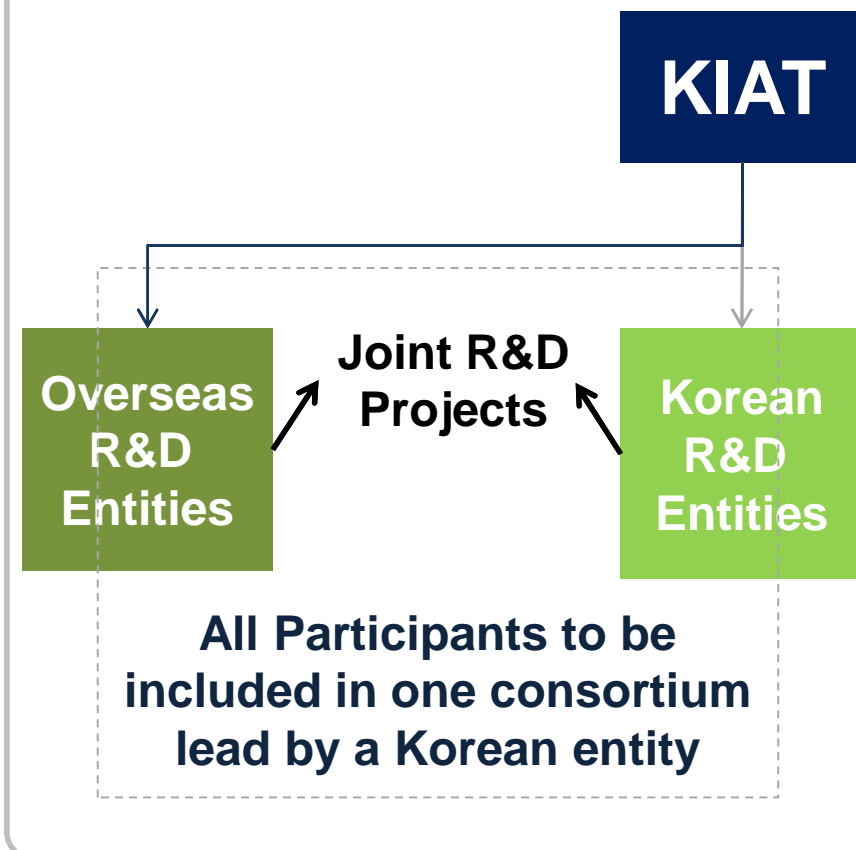 KIAT
Overseas
R&D
Entities
Joint R&D
Projects
Korean
R&D
Entities
All Participants to be
included in one consortium
lead by a Korean entity